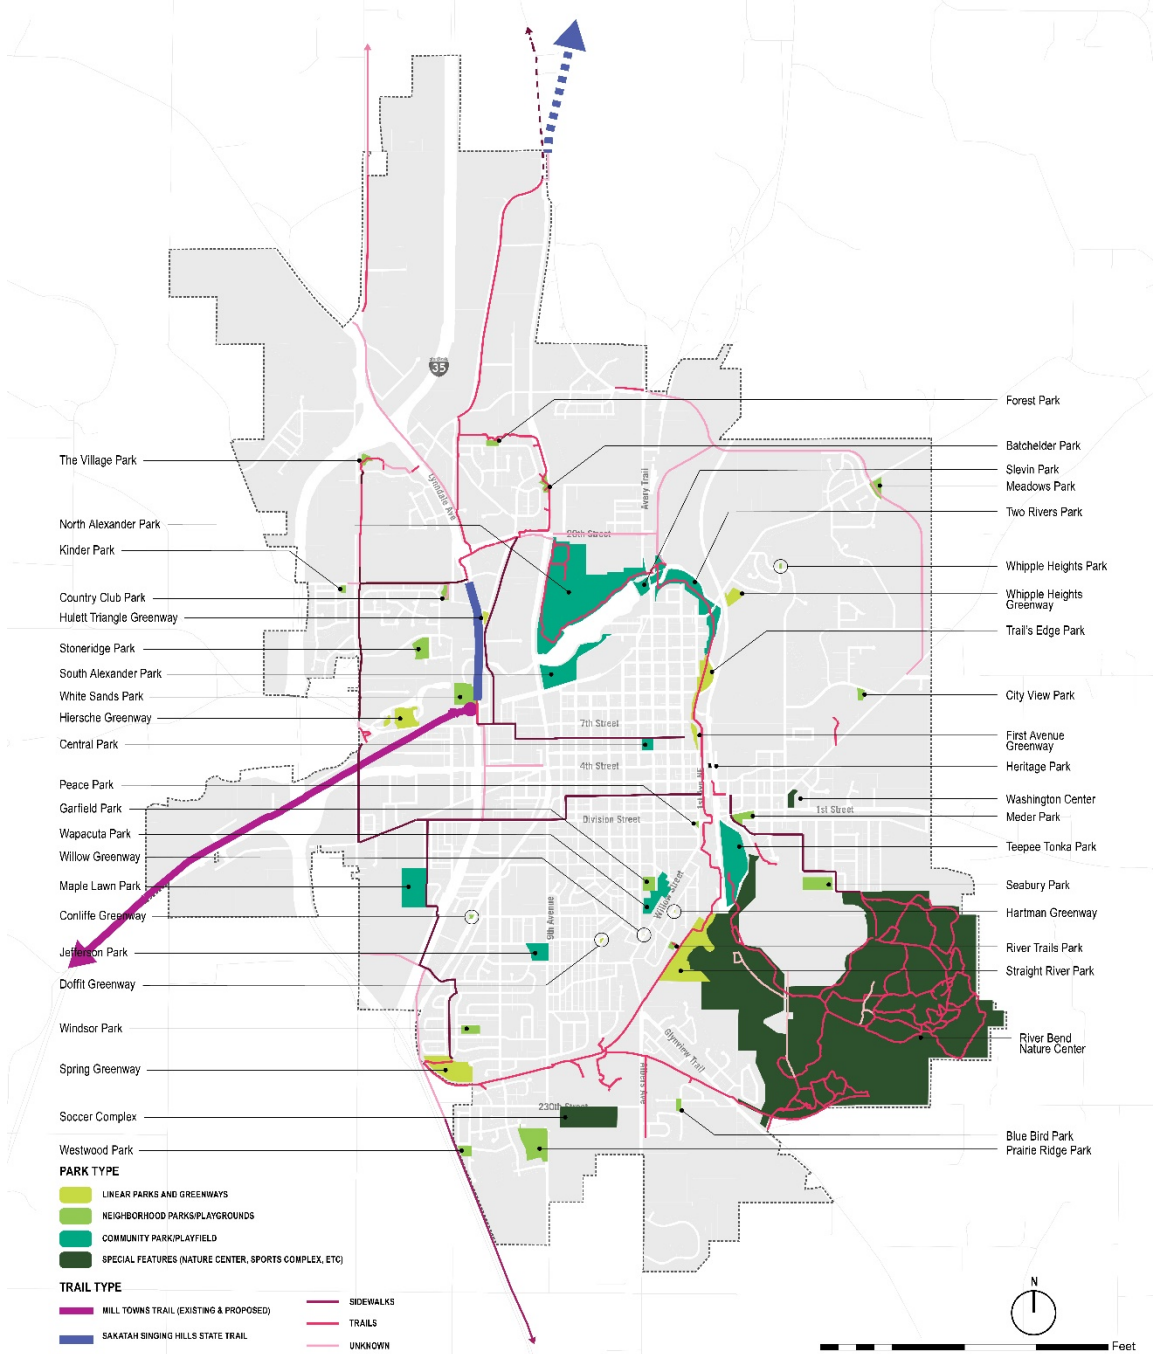 35
Forest Park
Batchelder Park
The Village Park
Slevin Park
Meadows Park
Lyndale Ave
Avery Trail
Two Rivers Park
North Alexander Park
28th Street
Kinder Park
Whipple Heights Park
Country Club Park
Whipple Heights
Greenway
Hulett Triangle Greenway
Trail's Edge Park
Stoneridge Park
South Alexander Park
White Sands Park
City View Park
Hiersche Greenway
7th Street
First Avenue
Greenway
Central Park
4th Street
Heritage Park
Peace Park
1st Ave NE
Washington Center
Garfield Park
1st Street
Meder Park
Division Street
Wapacuta Park
Teepee Tonka Park
Willow Greenway
Maple Lawn Park
Willow Street
Seabury Park
Conliffe Greenway
9th Avenue
Hartman Greenway
Jefferson Park
River Trails Park
Straight River Park
Doffit Greenway
Windsor Park
Glynview Trail
River Bend
Nature Center
Spring Greenway
230th Street
Soccer Complex
Blue Bird Park
Westwood Park
Prairie Ridge Park
PARK TYPE
LINEAR PARKS AND GREENWAYS
NEIGHBORHOOD PARKS/PLAYGROUNDS
COMMUNITY PARK/PLAYFIELD
SPECIAL FEATURES (NATURE CENTER, SPORTS COMPLEX, ETC)
TRAIL TYPE
MILL TOWNS TRAIL (EXISTING & PROPOSED)
SAKATAH SINGING HILLS STATE TRAIL
SIDEWALKS
TRAILS
UNKNOWN
N
Feet